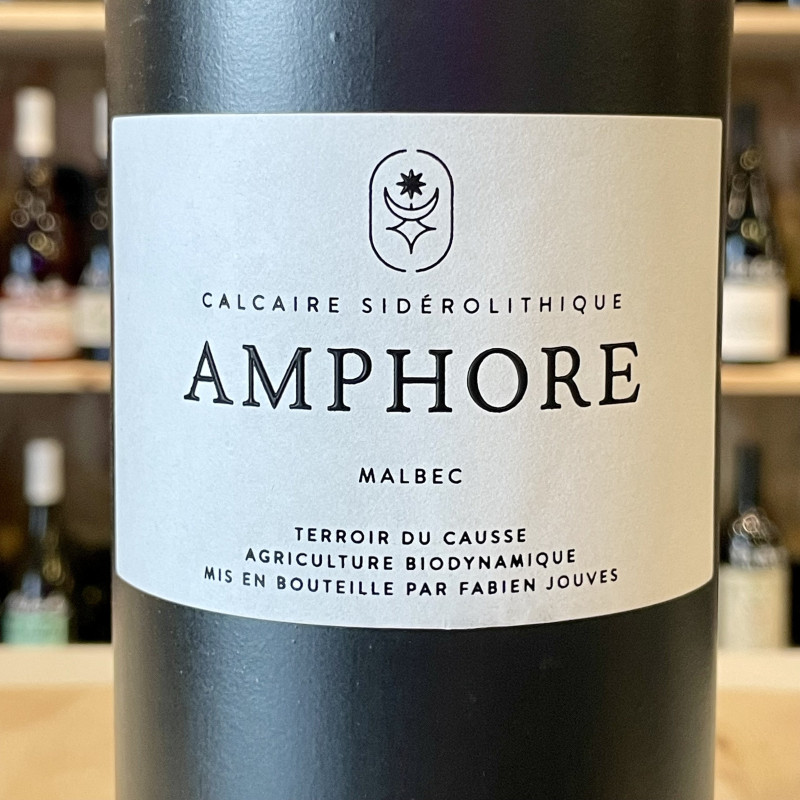 CALCAIRE SIDÉROLITHIQUE
AMPHORE
MALBEC
TERROIR DU CAUSSE
AGRICULTURE BIODYNAMIQUE
MIS EN BOUTEILLE PAR FABIEN JOUVES